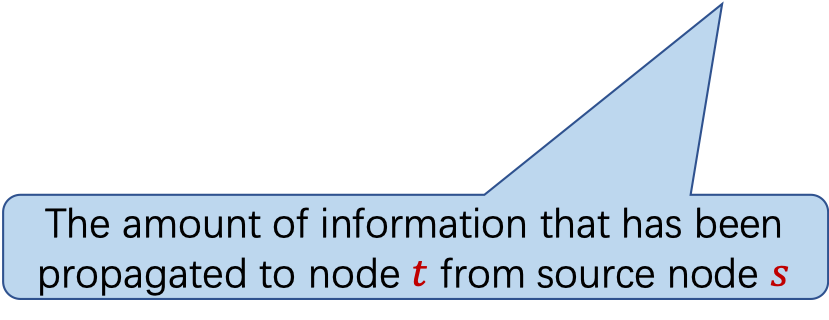 The amount of information that has been
propagated to node t from source node s